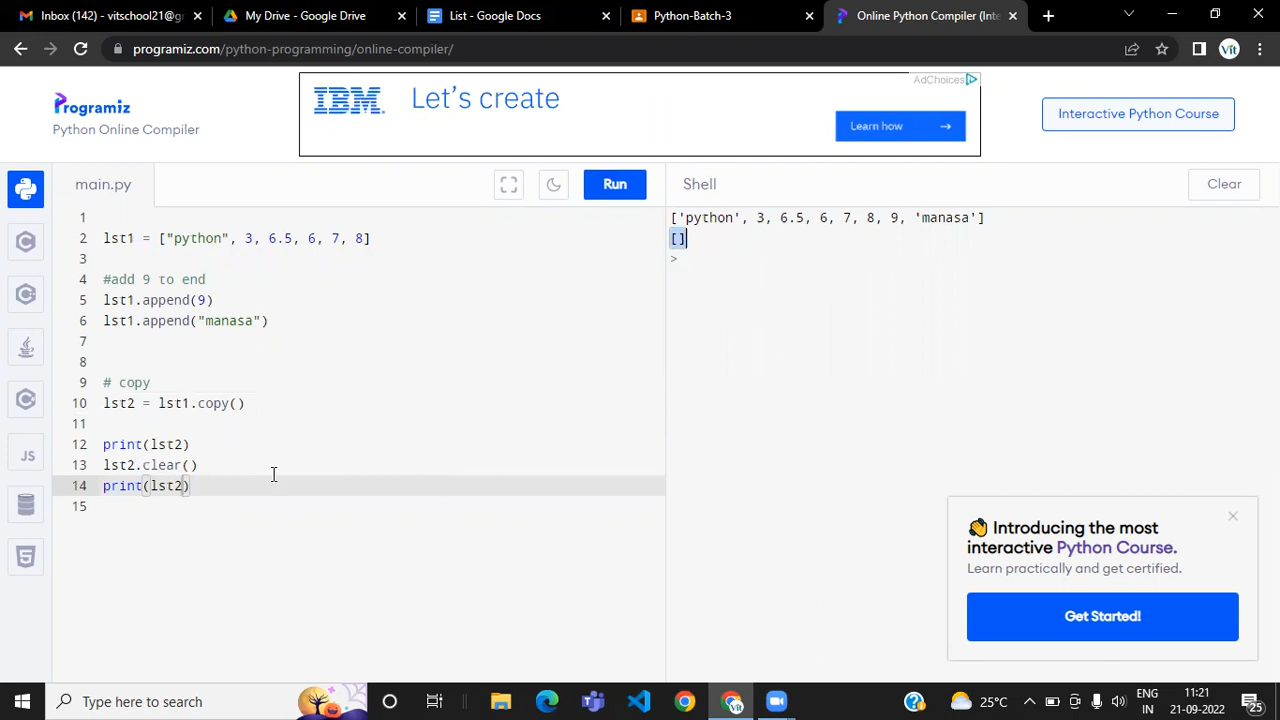 Inbox (142) - vitschool21@g
My Drive - Google Drive
List - Google Docs
Python-Batch-3
Online Python Compiler (Inte
programiz.com/python-programming/online-compiler/
Vit
Programiz
Python Online Compiler
IBM
Let's create
AdChoices
Learn how
Interactive Python Course
main.py
Run
Shell
Clear
1
2 lst1 = ["python", 3, 6.5, 6, 7, 8]
3
4 #add 9 to end
5 lst1.append(9)
6 lst1.append("manasa")
7
8
9 # copy
10 lst2 = lst1.copy()
11
12 print(lst2)
13 lst2.clear()
14 print(lst2)
15
['python', 3, 6.5, 6, 7, 8, 9, 'manasa']
[]
>
JS
👋 Introducing the most
interactive Python Course.
Learn practically and get certified.
Get Started!
Type here to search
25°C
ENG
IN
11:21
21-09-2022
25